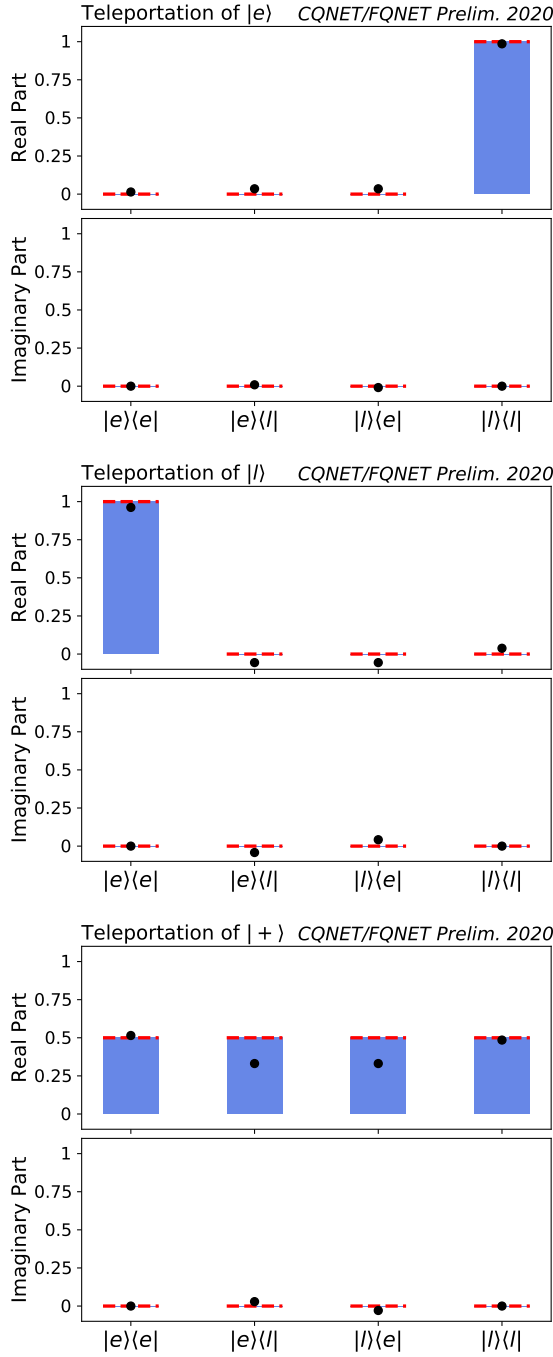 Teleportation of |e⟩ CQNET/FQNET Prelim. 2020
Real Part
1
0.75
0.5
0.25
0
Imaginary Part
1
0.75
0.5
0.25
0
|e⟩⟨e| |e⟩⟨l| |l⟩⟨e| |l⟩⟨l|
Teleportation of |l⟩ CQNET/FQNET Prelim. 2020
Real Part
1
0.75
0.5
0.25
0
Imaginary Part
1
0.75
0.5
0.25
0
|e⟩⟨e| |e⟩⟨l| |l⟩⟨e| |l⟩⟨l|
Teleportation of | + ⟩ CQNET/FQNET Prelim. 2020
Real Part
1
0.75
0.5
0.25
0
Imaginary Part
1
0.75
0.5
0.25
0
|e⟩⟨e| |e⟩⟨l| |l⟩⟨e| |l⟩⟨l|